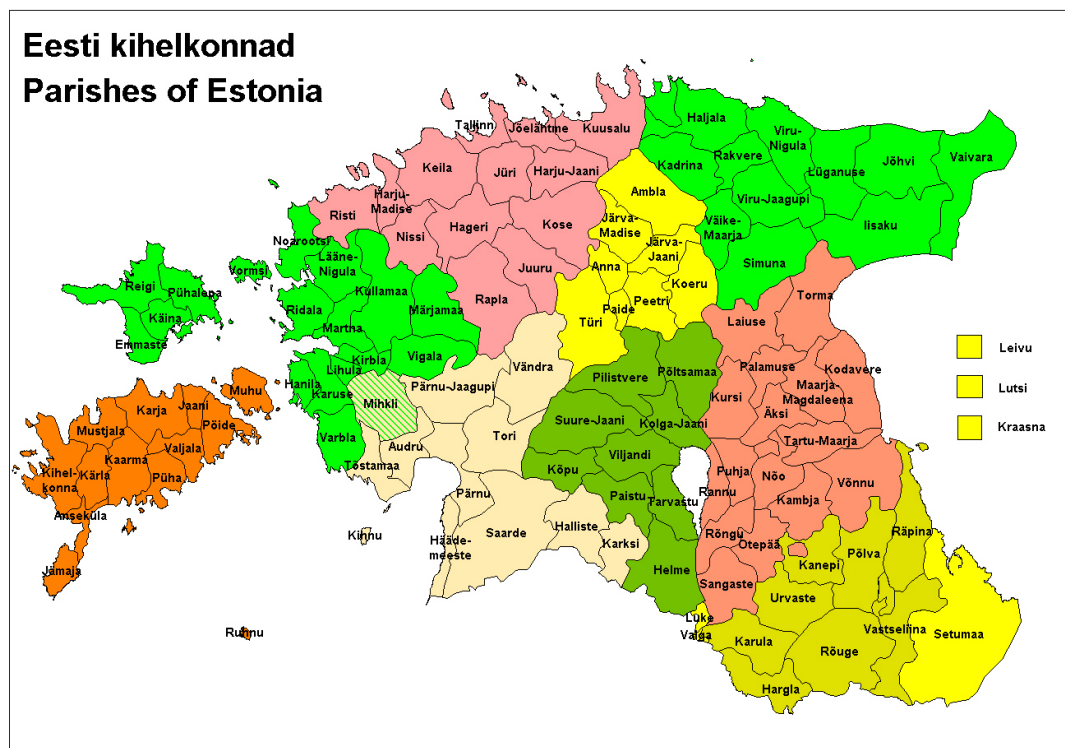 Eesti kihelkonnad
Parishes of Estonia
Tallinn
Jõelähtme
Kuusalu
Haljala
Viru-
Nigula
Keila
Jüri
Harju-Jaani
Kadrina
Rakvere
Lüganuse
Jõhvi
Vaivara
Harju-
Madise
Risti
Nissi
Hageri
Kose
Ambla
Viru-Jaagupi
Iisaku
Järva-
Madise
Väike-
Maarja
Järva-
Jaani
Simuna
Noarootsi
Lääne-
Nigula
Vormsi
Kullamaa
Juuru
Anna
Koeru
Reigi
Pühalepa
Käina
Emmaste
Ridala
Martna
Märjamaa
Rapla
Türi
Paide
Peetri
Laiuse
Torma
Kirbla
Vigala
Lihula
Hanila
Karuse
Mihkli
Pärnu-Jaagupi
Vändra
Pilistvere
Põltsamaa
Palamuse
Kodavere
Leivu
Lutsi
Kraasna
Muhu
Jaani
Karja
Mustjala
Pöide
Valjala
Kaarma
Kihel-
konna
Kärla
Püha
Anseküla
Jämaja
Ruhnu
Varbla
Audru
Tõstamaa
Tori
Suure-Jaani
Kolga-Jaani
Kursi
Maarja-
Magdaleena
Äksi
Tartu-Maarja
Viljandi
Kõpu
Paistu
Tarvastu
Puhja
Rannu
Nõo
Kambja
Võnnu
Pärnu
Kihnu
Hääde-
meeste
Saarde
Halliste
Karksi
Helme
Rõngu
Otepää
Sangaste
Kanepi
Põlva
Räpina
Urvaste
Luke
Valga
Karula
Rõuge
Vastseliina
Setumaa
Hargla